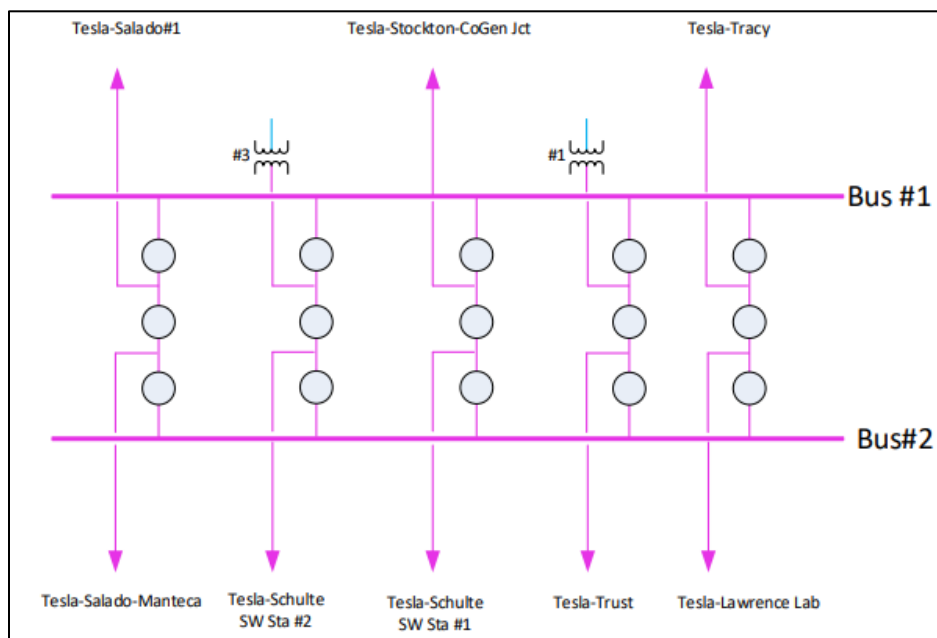 Tesla-Salado#1
Tesla-Stockton-CoGen Jct
Tesla-Tracy
#3
#1
Bus #1
Bus#2
Tesla-Salado-Manteca
Tesla-Schulte
SW Sta #2
Tesla-Schulte
SW Sta #1
Tesla-Trust
Tesla-Lawrence Lab